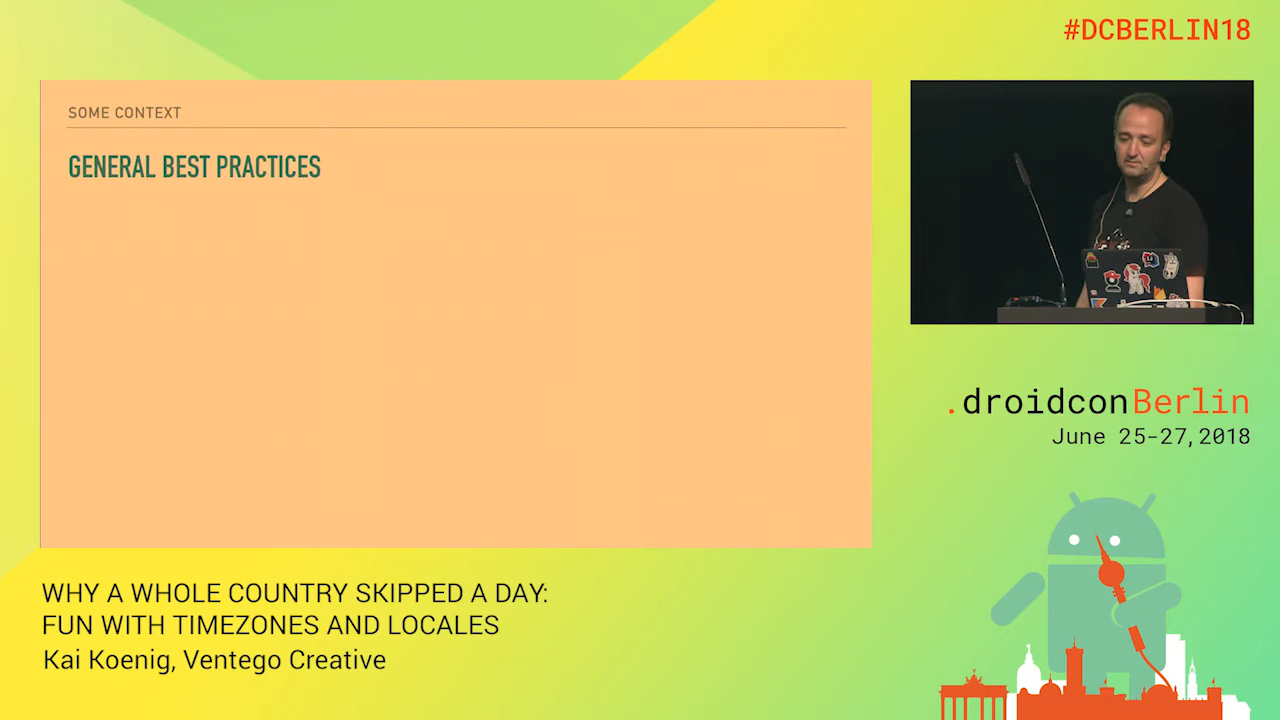 #DCBERLIN18
SOME CONTEXT
GENERAL BEST PRACTICES
.droidconBerlin
June 25-27,2018
WHY A WHOLE COUNTRY SKIPPED A DAY:
FUN WITH TIMEZONES AND LOCALES
Kai Koenig, Ventego Creative